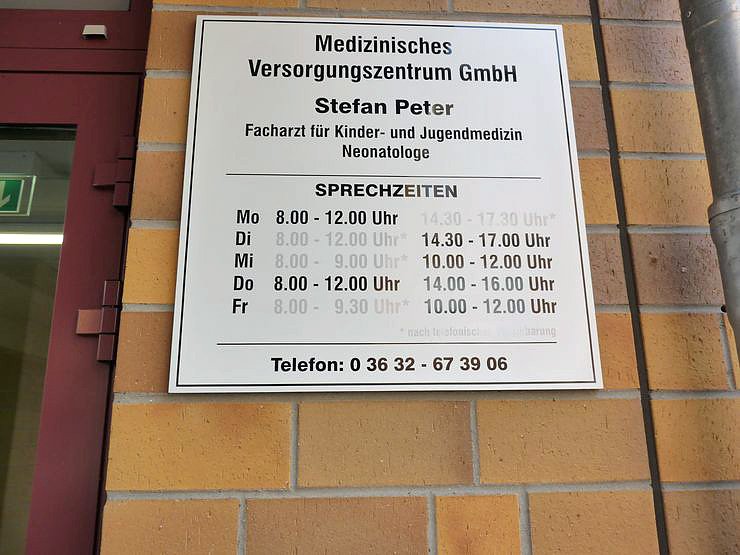 Medizinisches
Versorgungszentrum GmbH
Stefan Peter
Facharzt für Kinder- und Jugendmedizin
Neonatologe
SPRECHZEITEN
Mo 8.00 - 12.00 Uhr 14.30 - 17.30 Uhr*
Di 8.00 - 12.00 Uhr* 14.30 - 17.00 Uhr
Mi 8.00 - 9.00 Uhr* 10.00 - 12.00 Uhr
Do 8.00 - 12.00 Uhr 14.00 - 16.00 Uhr
Fr 8.00 - 9.30 Uhr* 10.00 - 12.00 Uhr
* nach telefonischer Vereinbarung
Telefon: 0 36 32 - 67 39 06